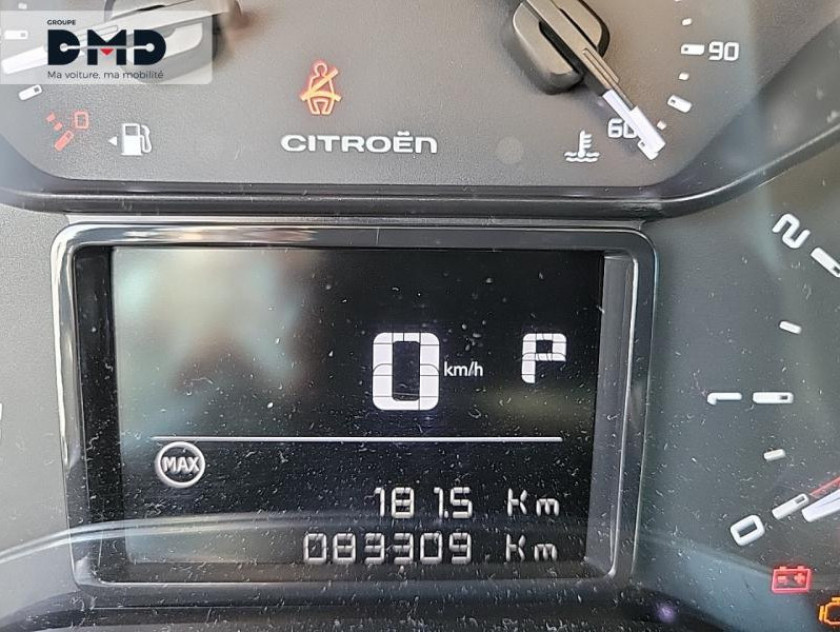 GROUPE
DMD
Ma voiture, ma mobilité
90
60
CITROËN
0 km/h P
MAX
181.5 Km
083309 Km
2
1
0